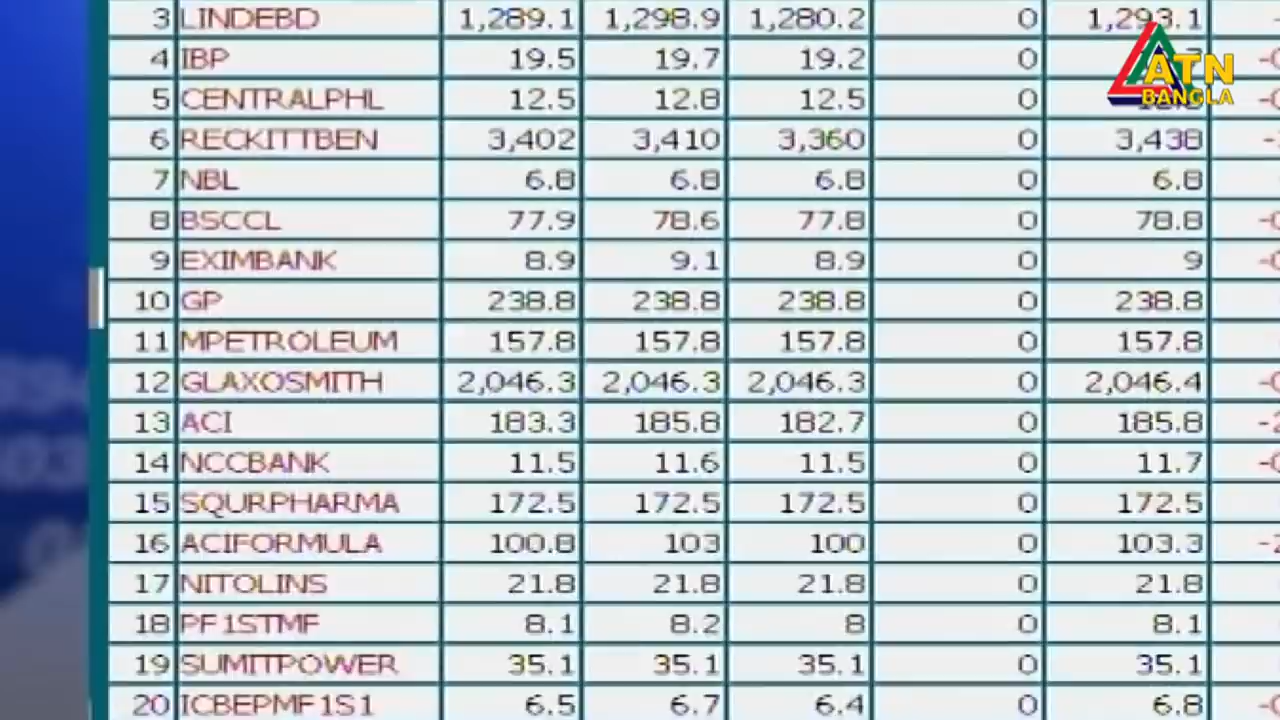 3 LINDEBD 1,289.1 1,298.9 1,280.2 0 1,293.1
4 IBP 19.5 19.7 19.2 0
5 CENTRALPHL 12.5 12.8 12.5 0
6 RECKITTBEN 3,402 3,410 3,360 0 3,438
7 NBL 6.8 6.8 6.8 0 6.8
8 BSCCL 77.9 78.6 77.8 0 78.8
9 EXIMBANK 8.9 9.1 8.9 0 9
10 GP 238.8 238.8 238.8 0 238.8
11 MPETROLEUM 157.8 157.8 157.8 0 157.8
12 GLAXOSMITH 2,046.3 2,046.3 2,046.3 0 2,046.4
13 ACI 183.3 185.8 182.7 0 185.8
14 NCCBANK 11.5 11.6 11.5 0 11.7
15 SQURPHARMA 172.5 172.5 172.5 0 172.5
16 ACIFORMULA 100.8 103 100 0 103.3
17 NITOLINS 21.8 21.8 21.8 0 21.8
18 PF1STMF 8.1 8.2 8 0 8.1
19 SUMITPOWER 35.1 35.1 35.1 0 35.1
20 ICBEPMF1S1 6.5 6.7 6.4 0 6.8
ATN
BANGLA